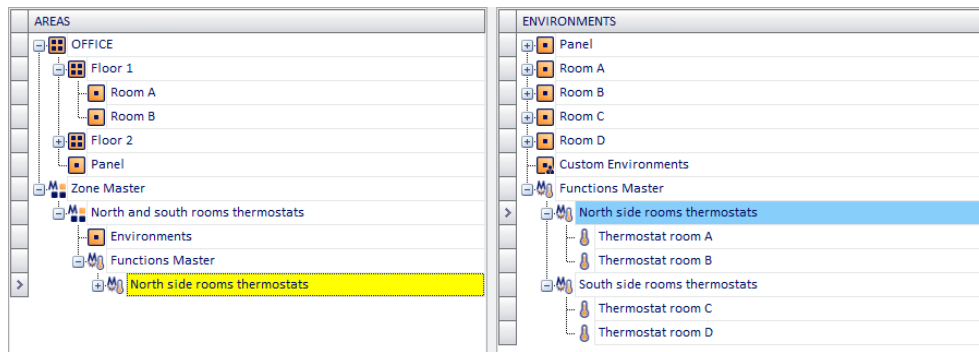 AREAS
OFFICE
Floor 1
Room A
Room B
Floor 2
Panel
Zone Master
North and south rooms thermostats
Environments
Functions Master
North side rooms thermostats
ENVIRONMENTS
Panel
Room A
Room B
Room C
Room D
Custom Environments
Functions Master
North side rooms thermostats
Thermostat room A
Thermostat room B
South side rooms thermostats
Thermostat room C
Thermostat room D